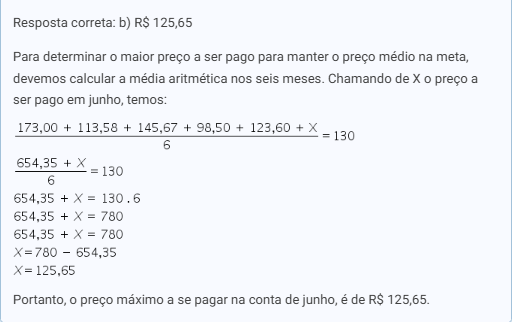 Resposta correta: b) R$ 125,65
Para determinar o maior preço a ser pago para manter o preço médio na meta,
devemos calcular a média aritmética nos seis meses. Chamando de X o preço a
ser pago em junho, temos:
173,00 + 113,58 + 145,67 + 98,50 + 123,60 + X
6
= 130
654,35 + X
6
= 130
654,35 + X = 130 . 6
654,35 + X = 780
654,35 + X = 780
X=780 − 654,35
X= 125,65
Portanto, o preço máximo a se pagar na conta de junho, é de R$ 125,65.